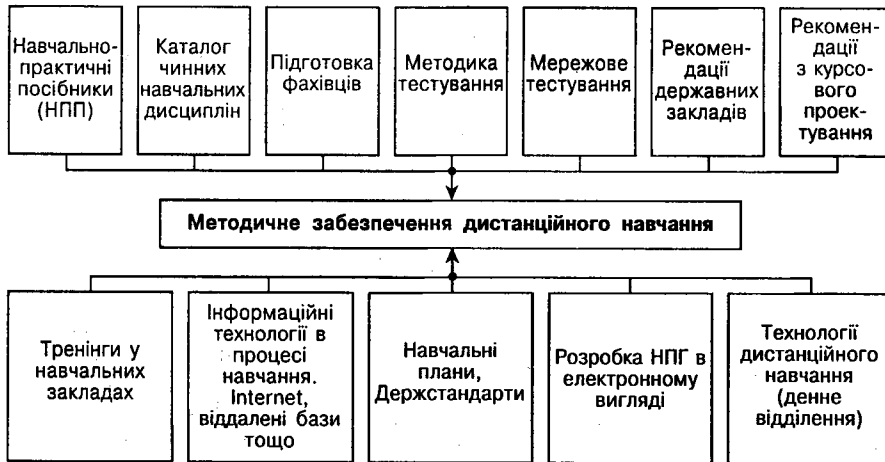 Навчально-
практичні
посібники
(НПП)
Каталог
чинних
навчальних
дисциплін
Підготовка
фахівців
Методика
тестування
Мережове
тестування
Рекомен-
дації
державних
закладів
Рекомен-
дації
з курсо-
вого
проек-
тування
Методичне забезпечення дистанційного навчання
Тренінги у
навчальних
закладах
Інформаційні
технології в
процесі
навчання.
Internet,
віддалені бази
тощо
Навчальні
плани,
Держстандарти
Розробка НПГ в
електронному
вигляді
Технології
дистанційного
навчання
(денне
відділення)